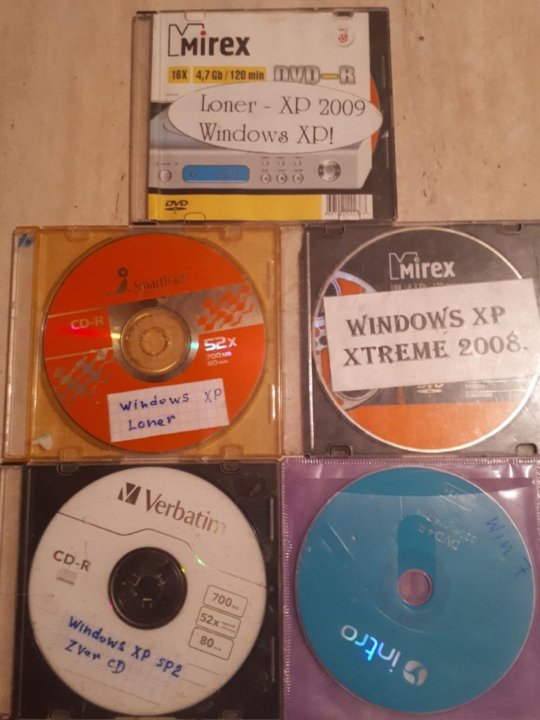 Mirex
16X 4,7 Gb / 120 min DVD-R
Loner - XP 2009
Windows XP!
DVD
SmartTrack
CD-R
52x
700 MB
80 min
Windows XP
Loner
Mirex
WINDOWS XP
XTREME 2008.
Verbatim
CD-R
700 MB
52x
80 min
Windows XP SP2
Zver CD
Win 7
DVD+R
intro